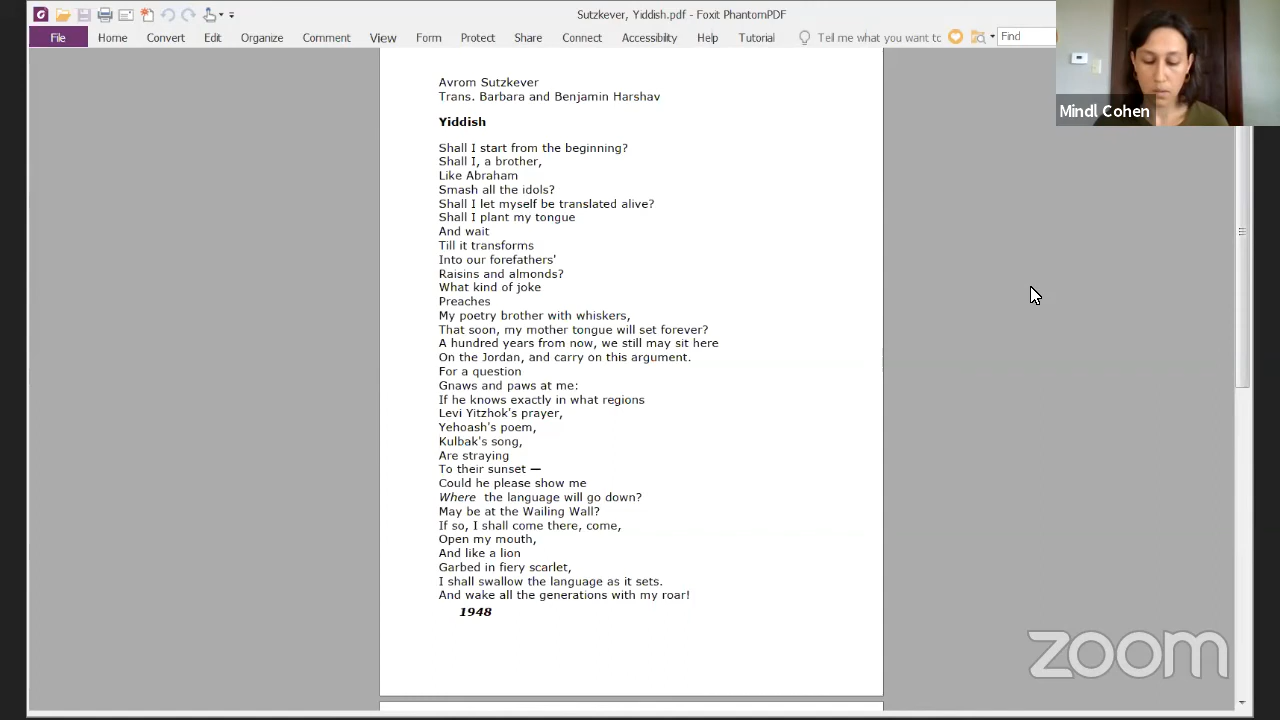 Sutzkever, Yiddish.pdf - Foxit PhantomPDF
File Home Convert Edit Organize Comment View Form Protect Share Connect Accessibility Help Tutorial Tell me what you want to Find
Mindl Cohen
Avrom Sutzkever
Trans. Barbara and Benjamin Harshav
Yiddish
Shall I start from the beginning?
Shall I, a brother,
Like Abraham
Smash all the idols?
Shall I let myself be translated alive?
Shall I plant my tongue
And wait
Till it transforms
Into our forefathers'
Raisins and almonds?
What kind of joke
Preaches
My poetry brother with whiskers,
That soon, my mother tongue will set forever?
A hundred years from now, we still may sit here
On the Jordan, and carry on this argument.
For a question
Gnaws and paws at me:
If he knows exactly in what regions
Levi Yitzhok's prayer,
Yehoash's poem,
Kulbak's song,
Are straying
To their sunset —
Could he please show me
Where the language will go down?
May be at the Wailing Wall?
If so, I shall come there, come,
Open my mouth,
And like a lion
Garbed in fiery scarlet,
I shall swallow the language as it sets.
And wake all the generations with my roar!
1948
zoom